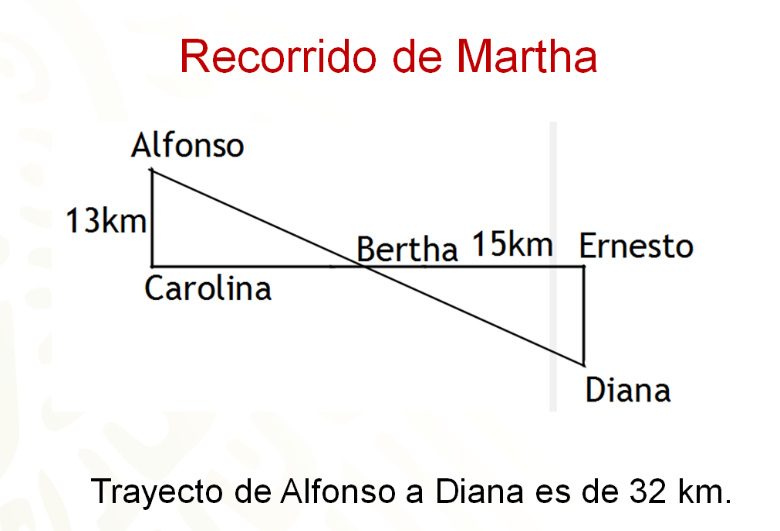 Recorrido de Martha
Alfonso
13km
Bertha 15km Ernesto
Carolina
Diana
Trayecto de Alfonso a Diana es de 32 km.